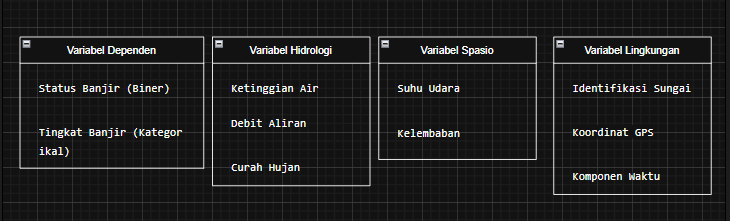 Variabel Dependen
Status Banjir (Biner)
Tingkat Banjir (Kategor
ikal)
Variabel Hidrologi
Ketinggian Air
Debit Aliran
Curah Hujan
Variabel Spasio
Suhu Udara
Kelembaban
Variabel Lingkungan
Identifikasi Sungai
Koordinat GPS
Komponen Waktu